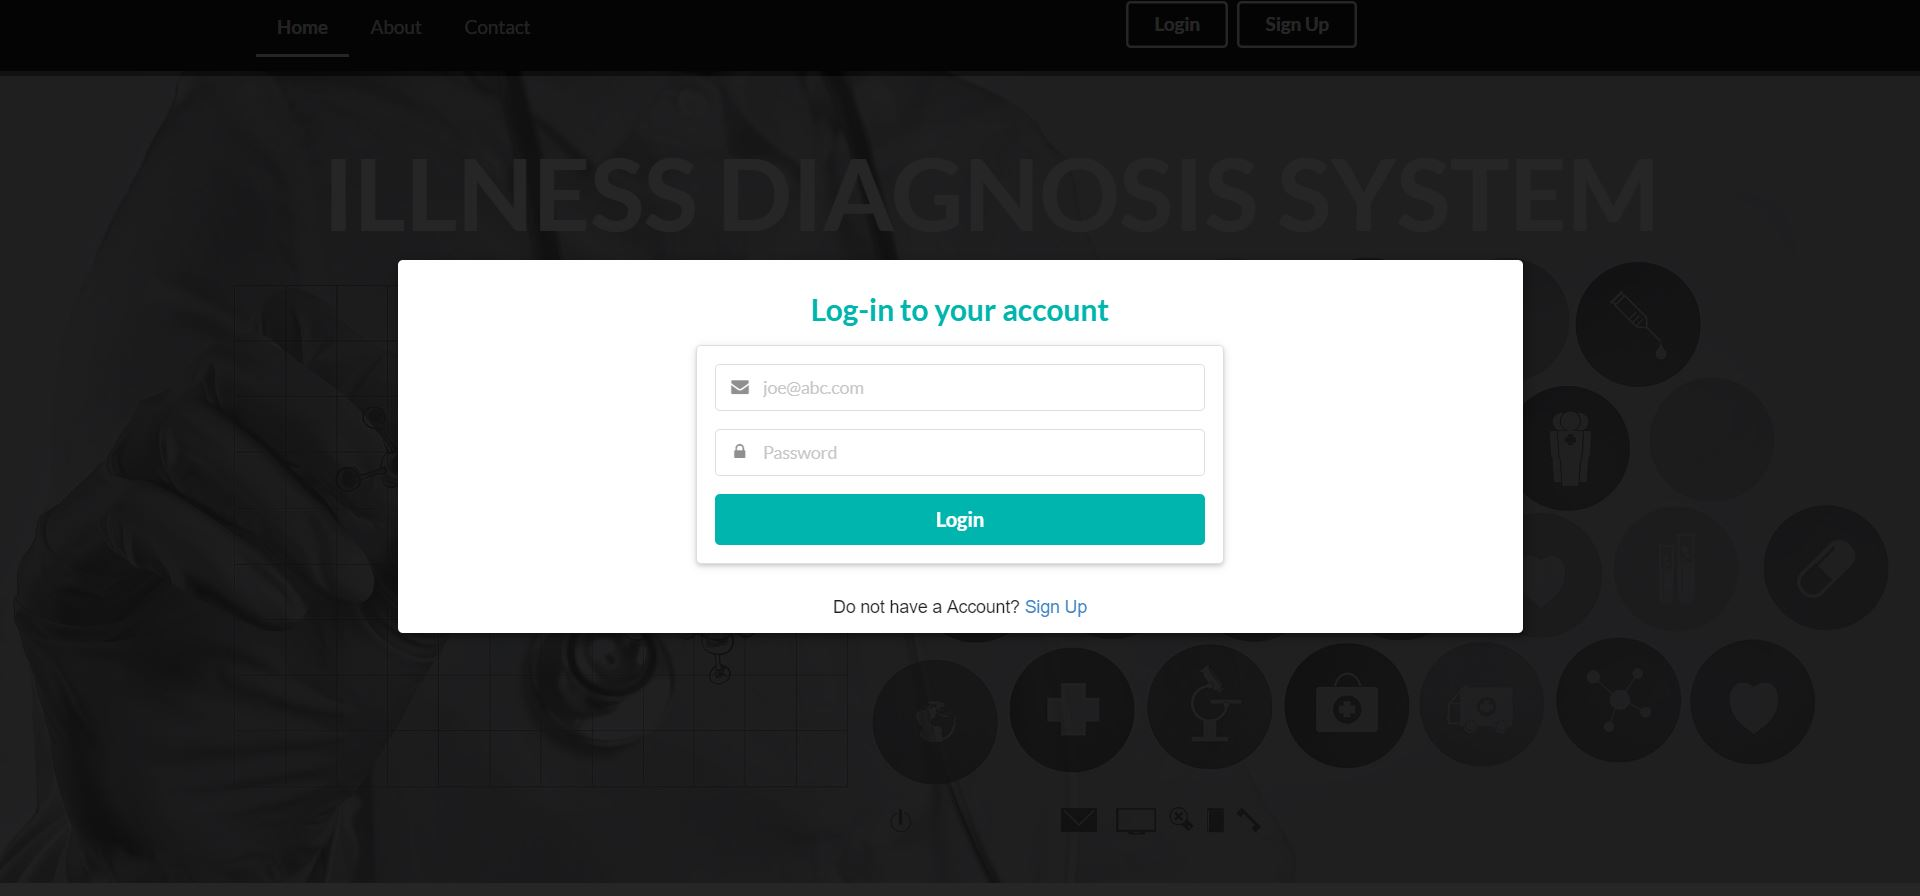 Home About Contact Login Sign Up
ILLNESS DIAGNOSIS SYSTEM
Log-in to your account
joe@abc.com
Password
Login
Do not have a Account? Sign Up